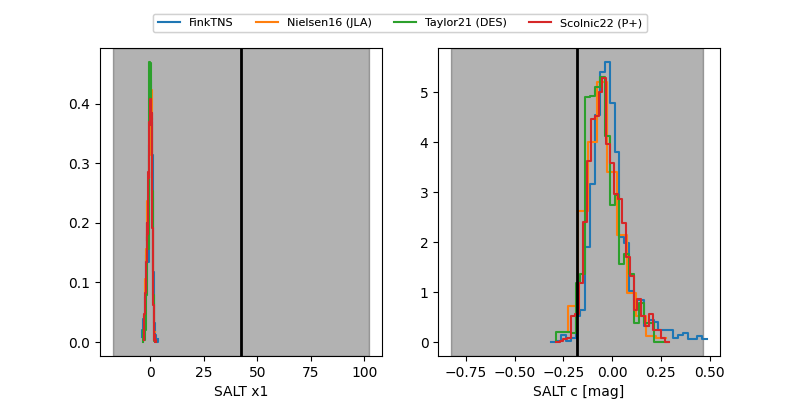 FinkTNS Nielsen16 (JLA) Taylor21 (DES) Scolnic22 (P+)
0.4
0.3
0.2
0.1
0.0
0 25 50 75 100
SALT x1
5
4
3
2
1
0
−0.75 −0.50 −0.25 0.00 0.25 0.50
SALT c [mag]